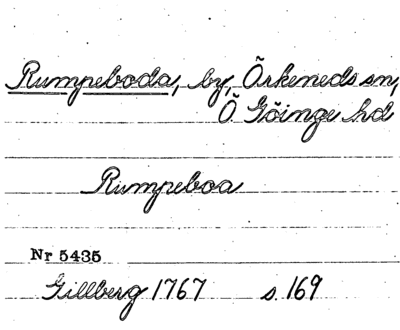 Rumpeboda, by, Örkeneds sn,
Ö. Göinge hd
Rumpeboa
Nr 5435
Gillberg 1767 s. 169